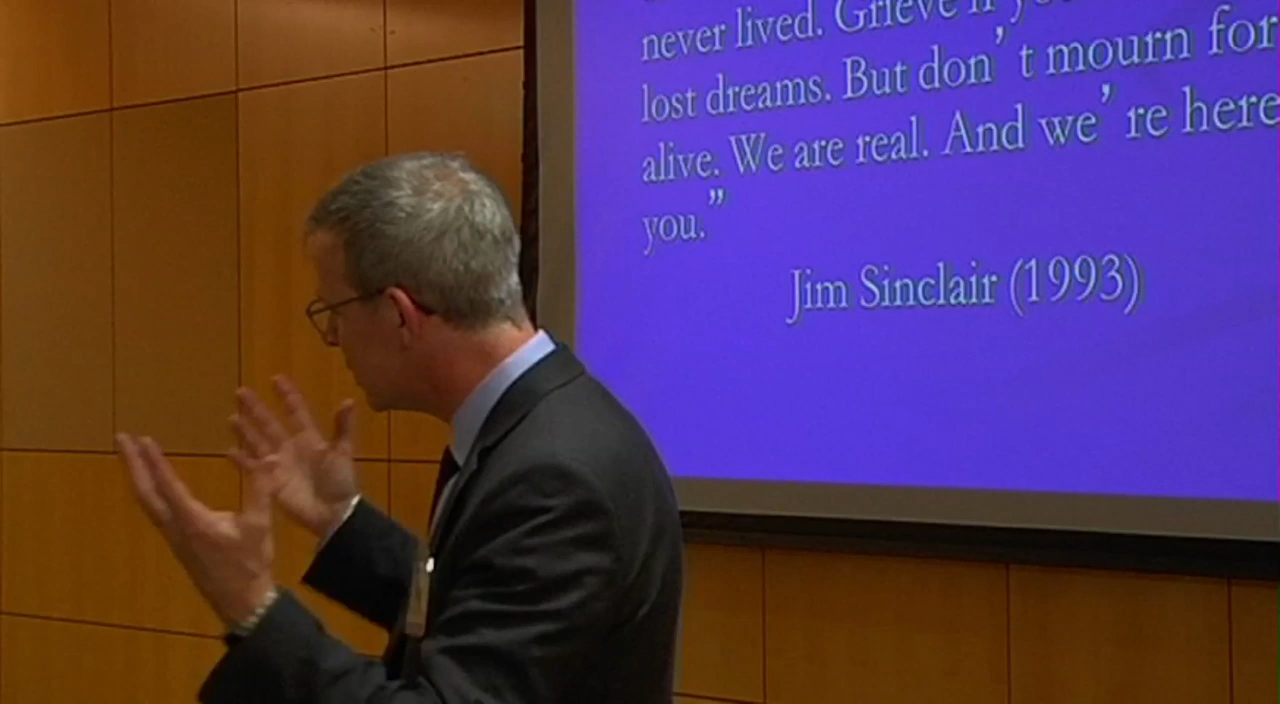 never lived. Grieve if
lost dreams. But don’t mourn for
alive. We are real. And we’re here
you.”
Jim Sinclair (1993)